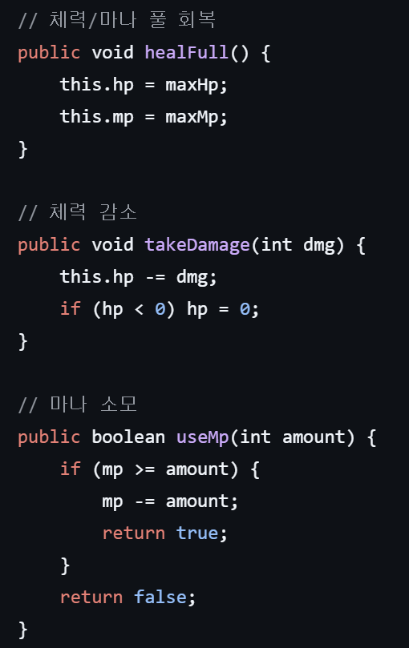 // 체력/마나 풀 회복
public void healFull() {
    this.hp = maxHp;
    this.mp = maxMp;
}

// 체력 감소
public void takeDamage(int dmg) {
    this.hp -= dmg;
    if (hp < 0) hp = 0;
}

// 마나 소모
public boolean useMp(int amount) {
    if (mp >= amount) {
        mp -= amount;
        return true;
    }
    return false;
}